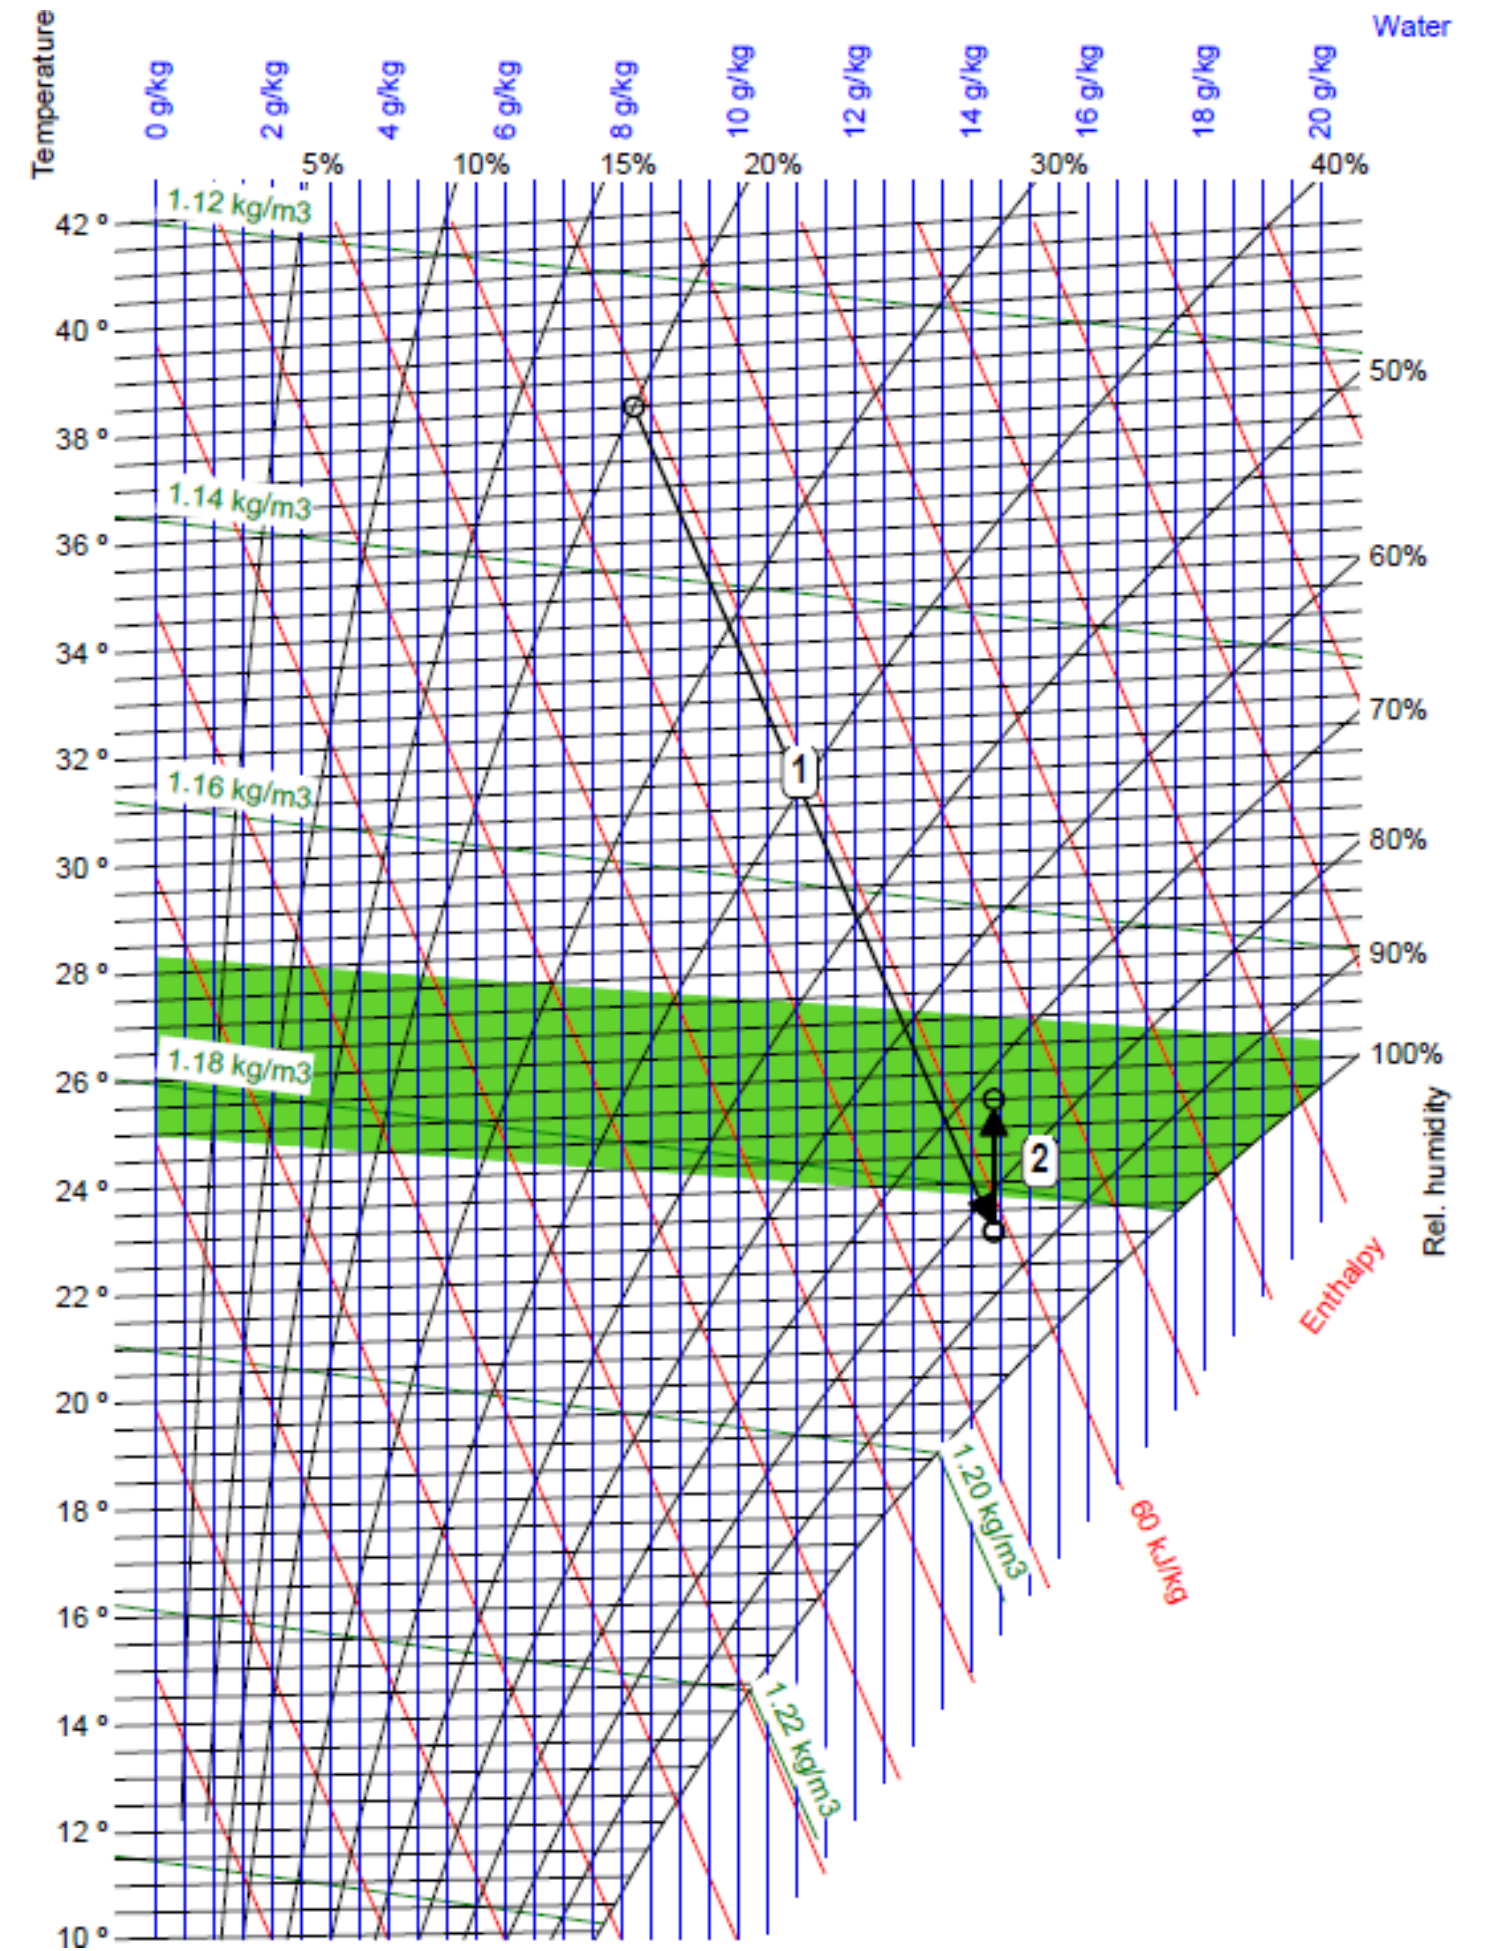 Water
Temperature
0 g/kg
2 g/kg
4 g/kg
6 g/kg
8 g/kg
10 g/kg
12 g/kg
14 g/kg
16 g/kg
18 g/kg
20 g/kg
5%
10%
15%
20%
30%
40%
1.12 kg/m3
42 º
40 º
50%
38 º
1.14 kg/m3
36 º
60%
34 º
70%
32 º
1
1.16 kg/m3
80%
30 º
90%
28 º
1.18 kg/m3
100%
26 º
2
Rel. humidity
24 º
22 º
Enthalpy
20 º
1.20 kg/m3
18 º
60 kJ/kg
16 º
1.22 kg/m3
14 º
12 º
10 º